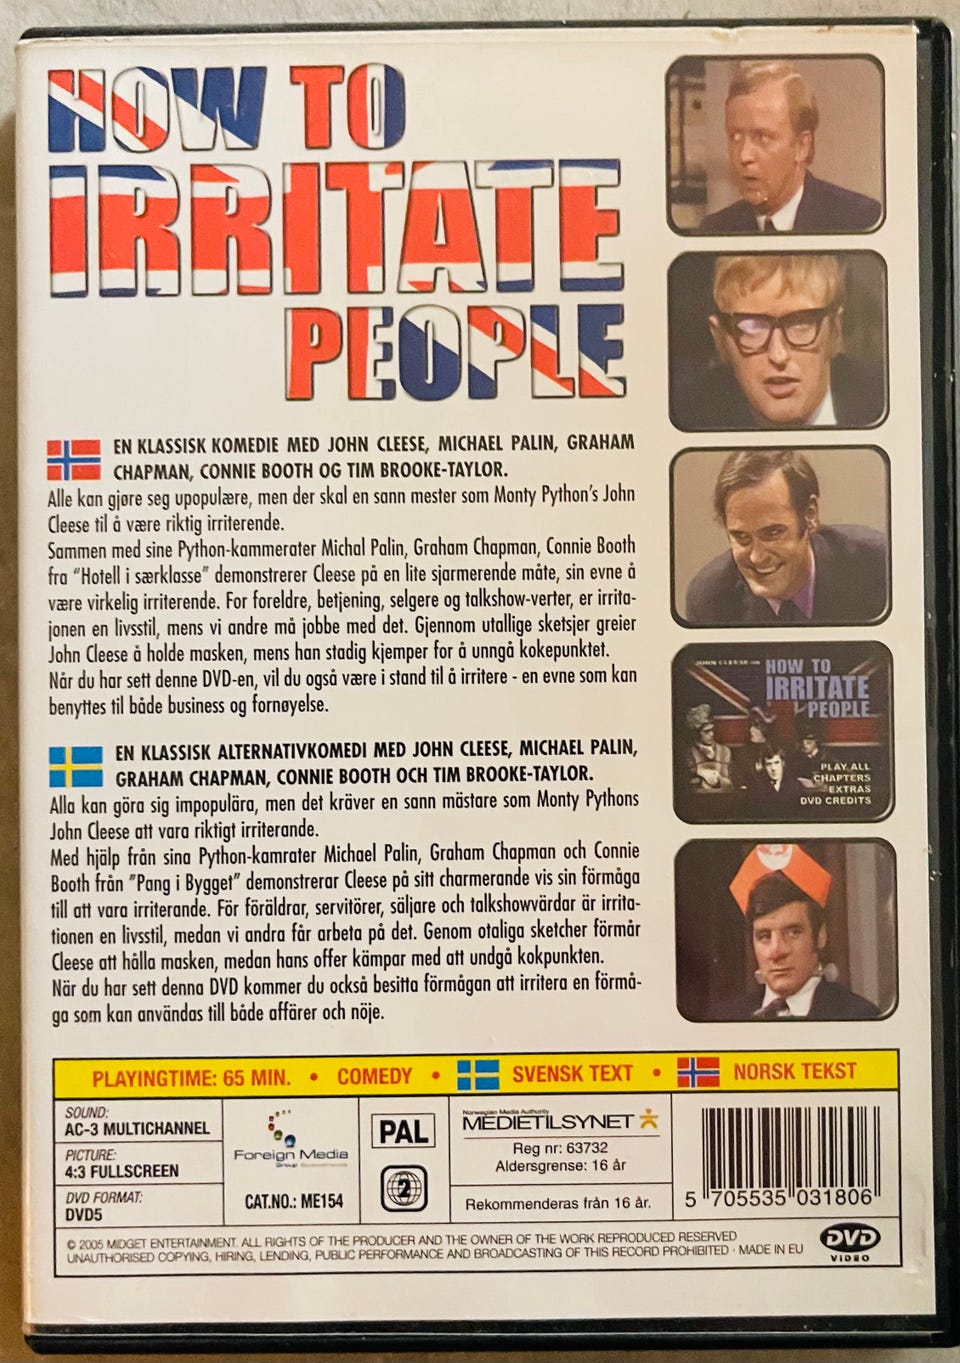 HOW TO
IRRITATE
PEOPLE
EN KLASSISK KOMEDIE MED JOHN CLEESE, MICHAEL PALIN, GRAHAM
CHAPMAN, CONNIE BOOTH OG TIM BROOKE-TAYLOR.
Alle kan gjøre seg upopulære, men der skal en sann mester som Monty Python's John
Cleese til å være riktig irriterende.
Sammen med sine Python-kammerater Michal Palin, Graham Chapman, Connie Booth
fra "Hotell i særklasse" demonstrerer Cleese på en lite sjarmerende måte, sin evne å
være virkelig irriterende. For foreldre, betjening, selgere og talkshow-verter, er irrita-
jonen en livsstil, mens vi andre må jobbe med det. Gjennom utallige sketsjer greier
John Cleese å holde masken, mens han stadig kjemper for å unngå kokepunktet.
Når du har sett denne DVD-en, vil du også være i stand til å irritere - en evne som kan
benyttes til både business og fornøyelse.
EN KLASSISK ALTERNATIVKOMEDI MED JOHN CLEESE, MICHAEL PALIN,
GRAHAM CHAPMAN, CONNIE BOOTH OCH TIM BROOKE-TAYLOR.
Alla kan göra sig impopulära, men det kräver en sann mästare som Monty Pythons
John Cleese att vara riktigt irriterande.
Med hjälp från sina Python-kamrater Michael Palin, Graham Chapman och Connie
Booth från "Pang i Bygget" demonstrerar Cleese på sitt charmerande vis sin förmåga
till att vara irriterande. För föräldrar, servitörer, säljare och talkshowvärdar är irrita-
tionen en livsstil, medan vi andra får arbeta på det. Genom otaliga sketcher förmår
Cleese att hålla masken, medan hans offer kämpar med att undgå kokpunkten.
När du har sett denna DVD kommer du också besitta förmågan att irritera en förmå-
ga som kan användas till både affärer och nöje.
JOHN CLEESE
HOW TO
IRRITATE
PEOPLE
PLAY ALL
CHAPTERS
EXTRAS
DVD CREDITS
PLAYINGTIME: 65 MIN. • COMEDY • SVENSK TEXT • NORSK TEKST
SOUND:
AC-3 MULTICHANNEL
PICTURE:
4:3 FULLSCREEN
DVD FORMAT:
DVD5
Foreign Media
Group
CAT.NO.: ME154
PAL
2
Norwegian Media Authority
MEDIETILSYNET
Reg nr: 63732
Aldersgrense: 16 år
Rekommenderas från 16 år.
5 705535 031806
© 2005 MIDGET ENTERTAINMENT. ALL RIGHTS OF THE PRODUCER AND THE OWNER OF THE WORK REPRODUCED RESERVED
UNAUTHORISED COPYING, HIRING, LENDING, PUBLIC PERFORMANCE AND BROADCASTING OF THIS RECORD PROHIBITED · MADE IN EU
DVD
VIDEO